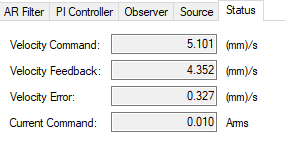 AR Filter PI Controller Observer Source Status
Velocity Command: 5.101 (mm)/s
Velocity Feedback: 4.352 (mm)/s
Velocity Error: 0.327 (mm)/s
Current Command: 0.010 Arms